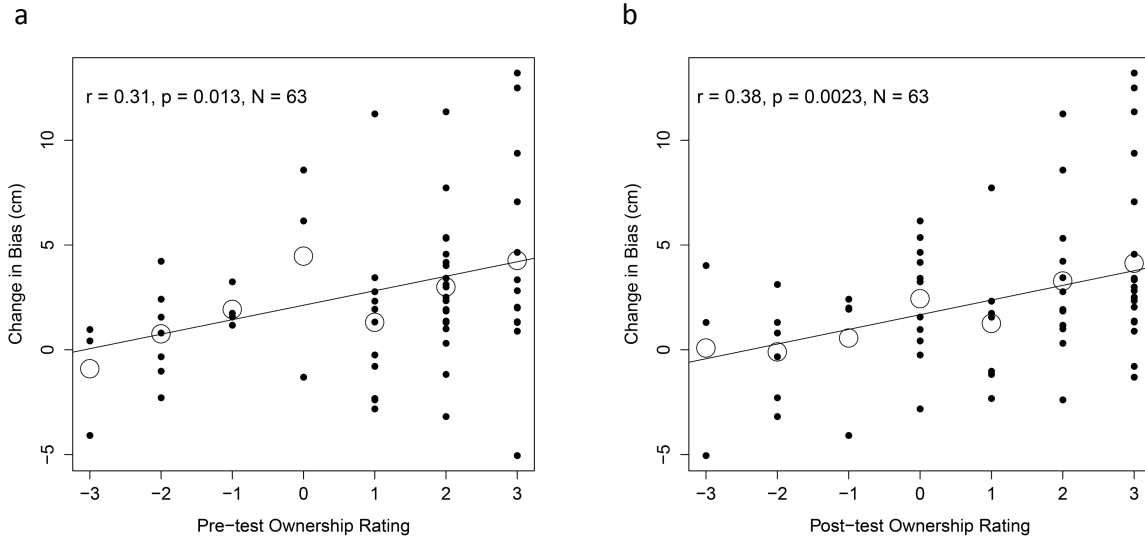 a
r = 0.31, p = 0.013, N = 63
Change in Bias (cm)
10
5
0
−5
−3 −2 −1 0 1 2 3
Pre−test Ownership Rating
b
r = 0.38, p = 0.0023, N = 63
Change in Bias (cm)
10
5
0
−5
−3 −2 −1 0 1 2 3
Post−test Ownership Rating